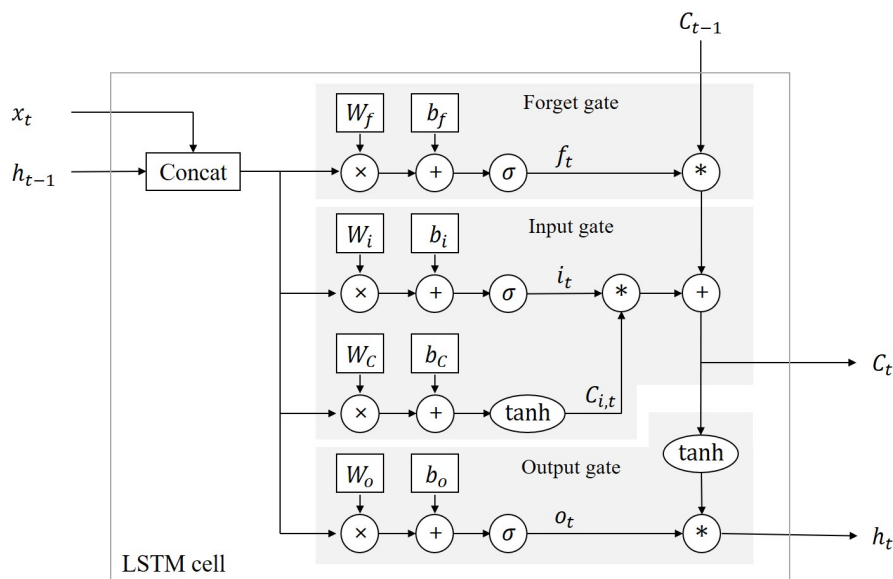 C_{t-1}
Forget gate
x_t
W_f b_f
h_{t-1} Concat × + σ f_t *
Input gate
W_i b_i
× + σ i_t * +
W_C b_C
C_t
× + tanh C_{i,t}
tanh
Output gate
W_o b_o
× + σ o_t * h_t
LSTM cell